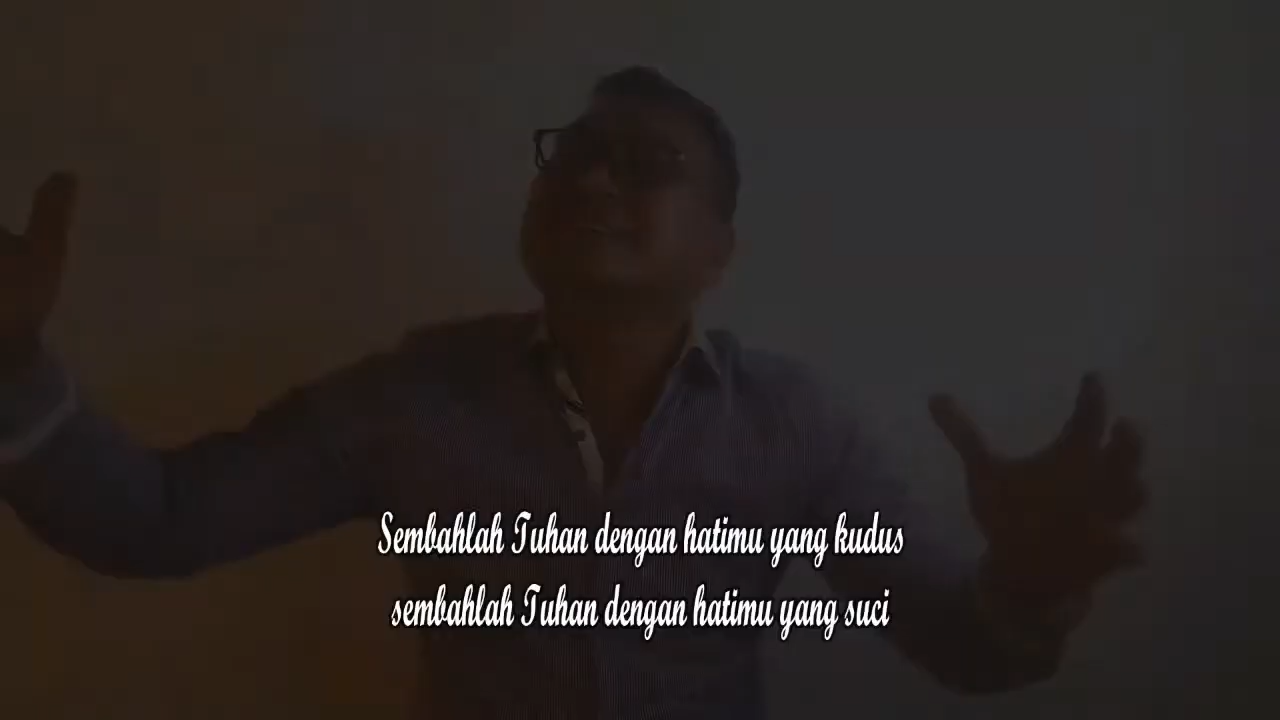 Sembahlah Tuhan dengan hatimu yang kudus
sembahlah Tuhan dengan hatimu yang suci